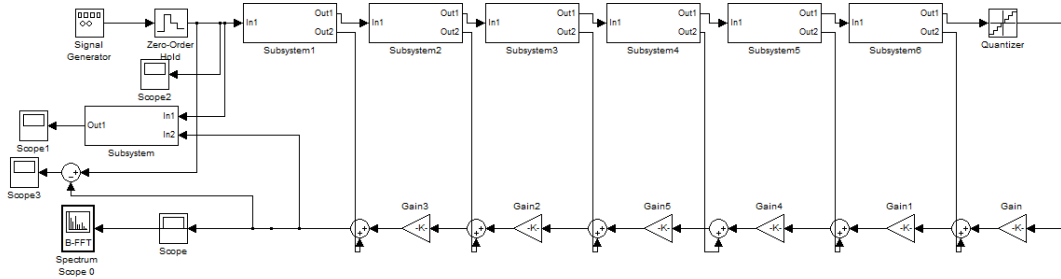 In1
Out1
Out2
In1
Out1
Out2
In1
Out1
Out2
In1
Out1
Out2
In1
Out1
Out2
In1
Out1
Out2
Signal
Generator
Zero-Order
Hold
Subsystem1
Subsystem2
Subsystem3
Subsystem4
Subsystem5
Subsystem6
Quantizer
Scope2
Out1
In1
In2
Scope1
Subsystem
Scope3
Gain3
Gain2
Gain5
Gain4
Gain1
Gain
-K-
-K-
-K-
-K-
-K-
-K-
B-FFT
Scope
Spectrum
Scope 0